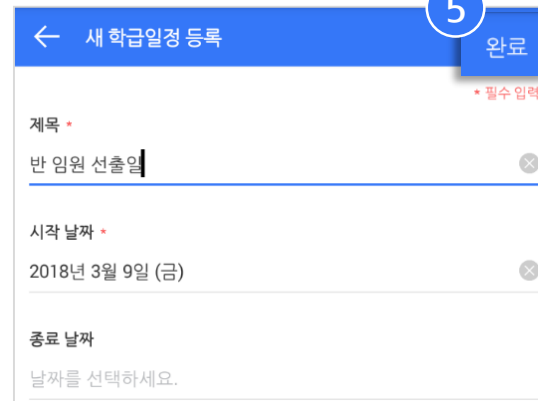 5
새 학급일정 등록
완료
* 필수 입력
제목 *
반 임원 선출일
시작 날짜 *
2018년 3월 9일 (금)
종료 날짜
날짜를 선택하세요.